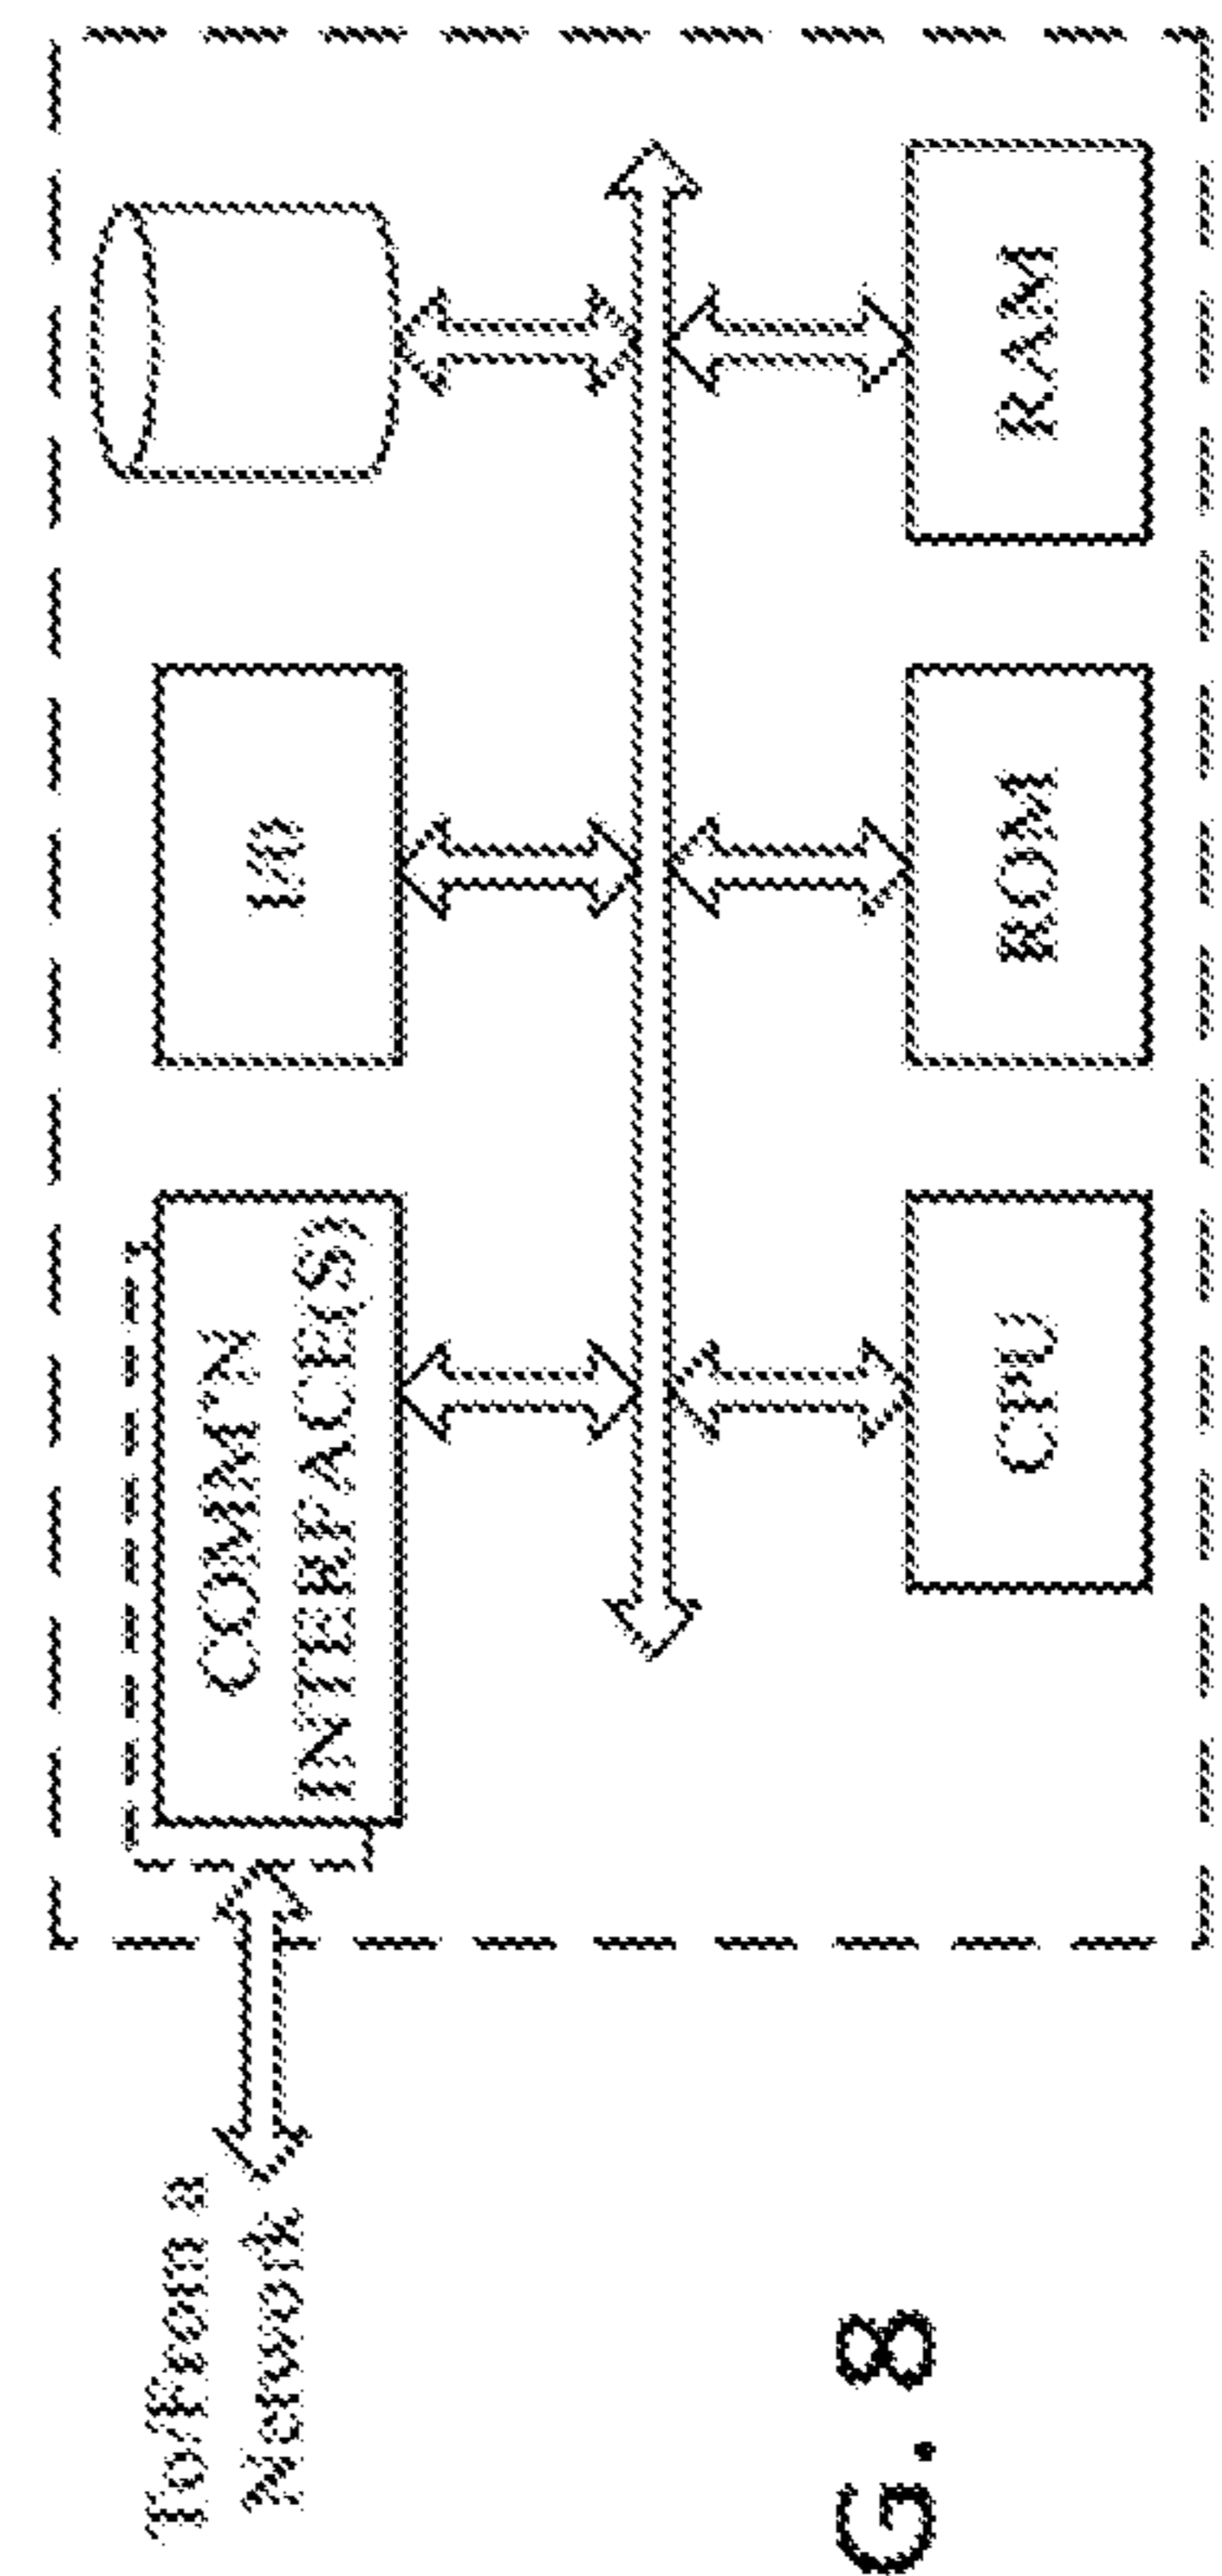 To/From a
Network
COMM'N
INTERFACE(S)
I/O
CPU
ROM
RAM
G. 8